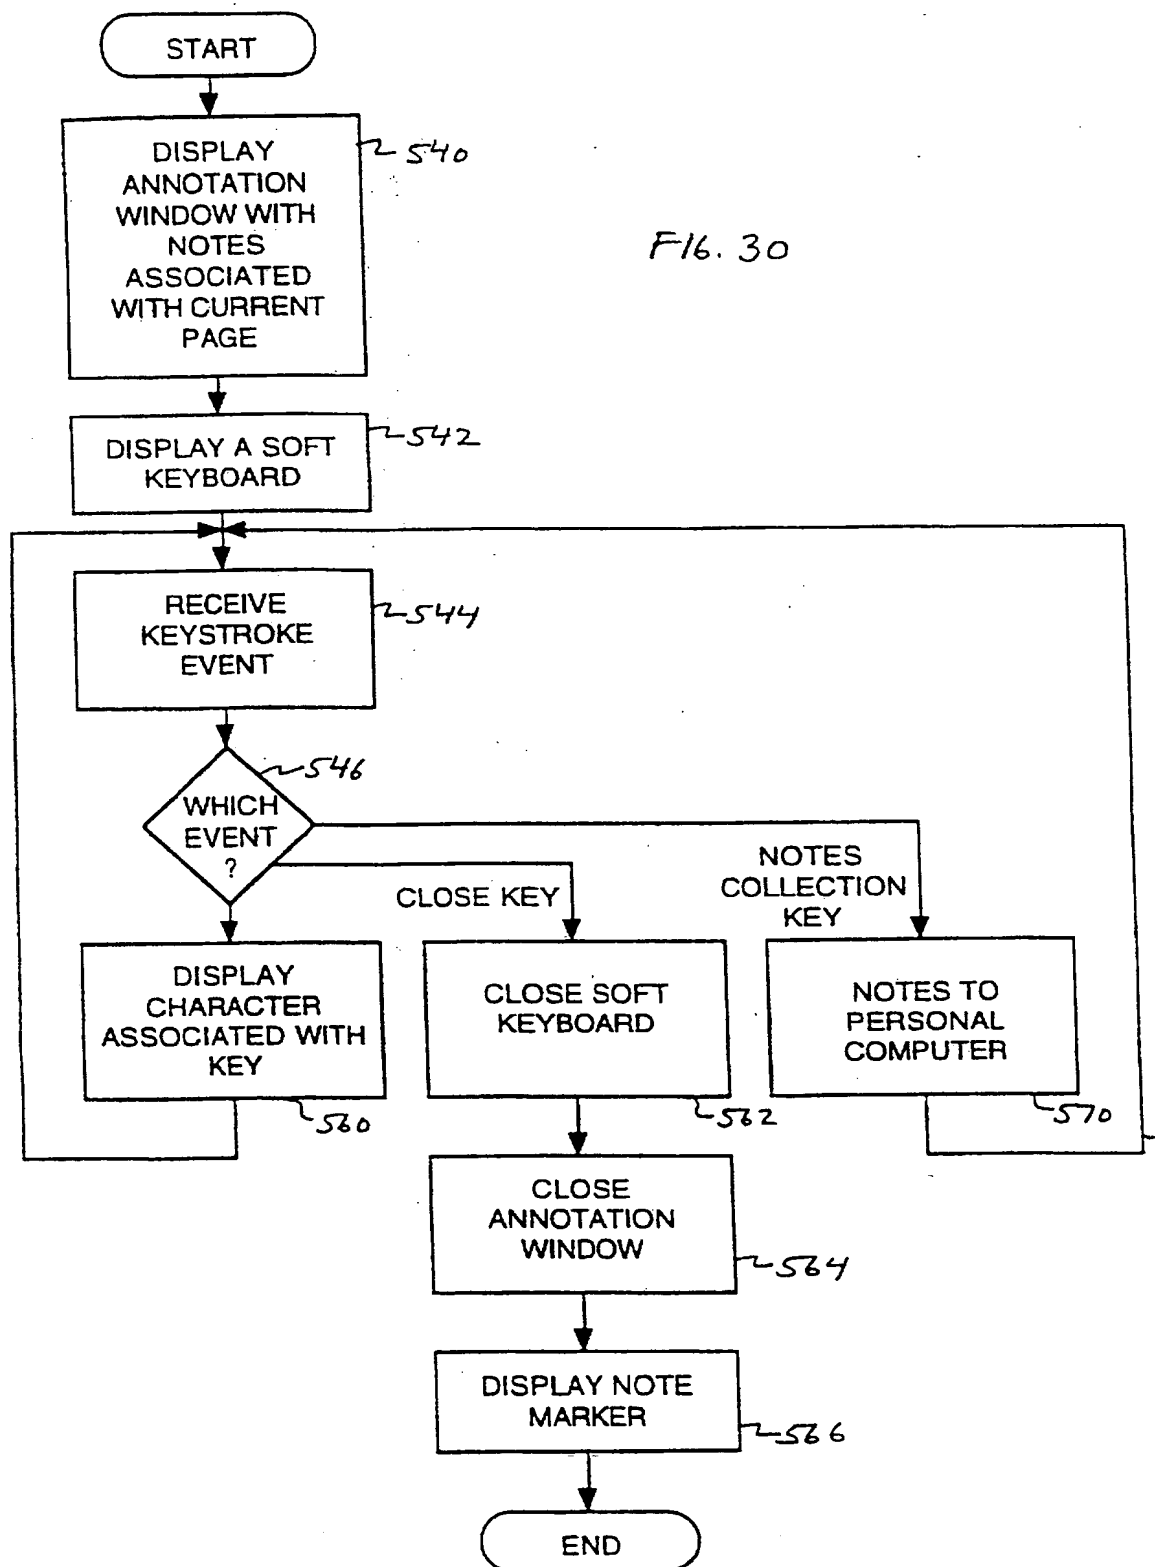 START
DISPLAY
ANNOTATION
WINDOW WITH
NOTES
ASSOCIATED
WITH CURRENT
PAGE
540
FIG. 30
DISPLAY A SOFT
KEYBOARD
542
RECEIVE
KEYSTROKE
EVENT
544
WHICH
EVENT
?
546
CLOSE KEY
NOTES
COLLECTION
KEY
DISPLAY
CHARACTER
ASSOCIATED WITH
KEY
560
CLOSE SOFT
KEYBOARD
562
NOTES TO
PERSONAL
COMPUTER
570
CLOSE
ANNOTATION
WINDOW
564
DISPLAY NOTE
MARKER
566
END